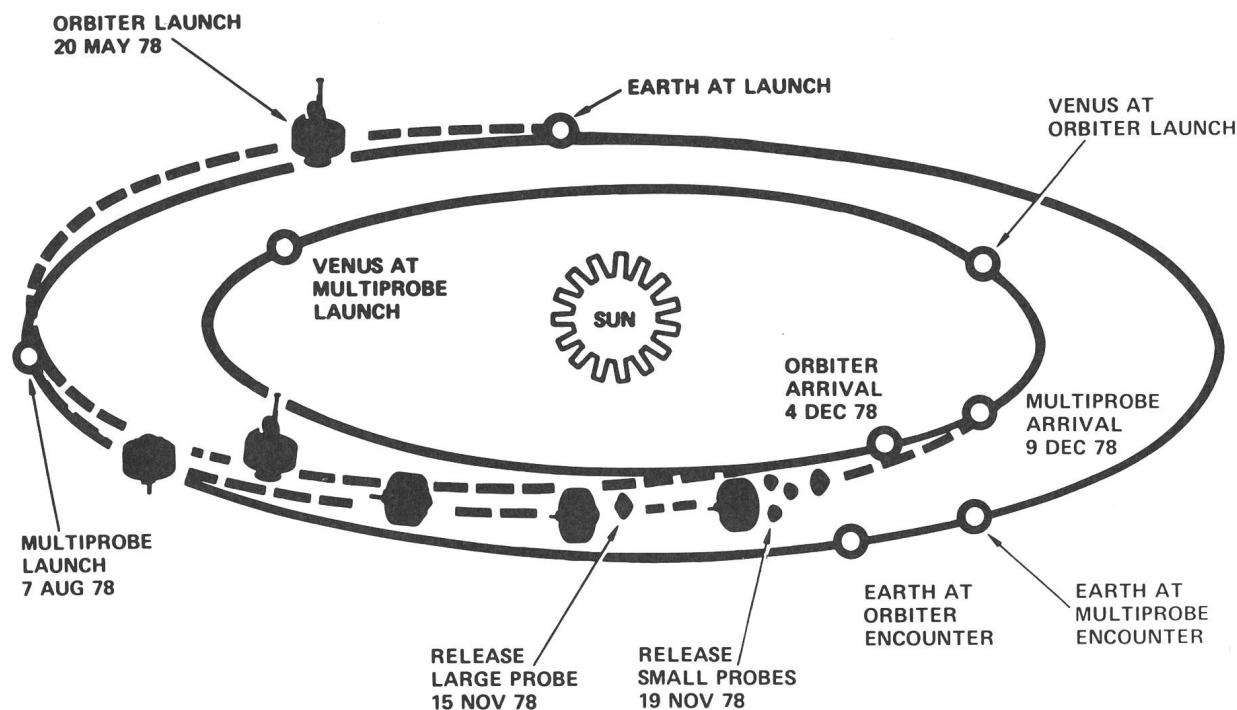 ORBITER LAUNCH
20 MAY 78
EARTH AT LAUNCH
VENUS AT
ORBITER LAUNCH
VENUS AT
MULTIPROBE
LAUNCH
SUN
ORBITER
ARRIVAL
4 DEC 78
MULTIPROBE
ARRIVAL
9 DEC 78
MULTIPROBE
LAUNCH
7 AUG 78
RELEASE
LARGE PROBE
15 NOV 78
RELEASE
SMALL PROBES
19 NOV 78
EARTH AT
ORBITER
ENCOUNTER
EARTH AT
MULTIPROBE
ENCOUNTER